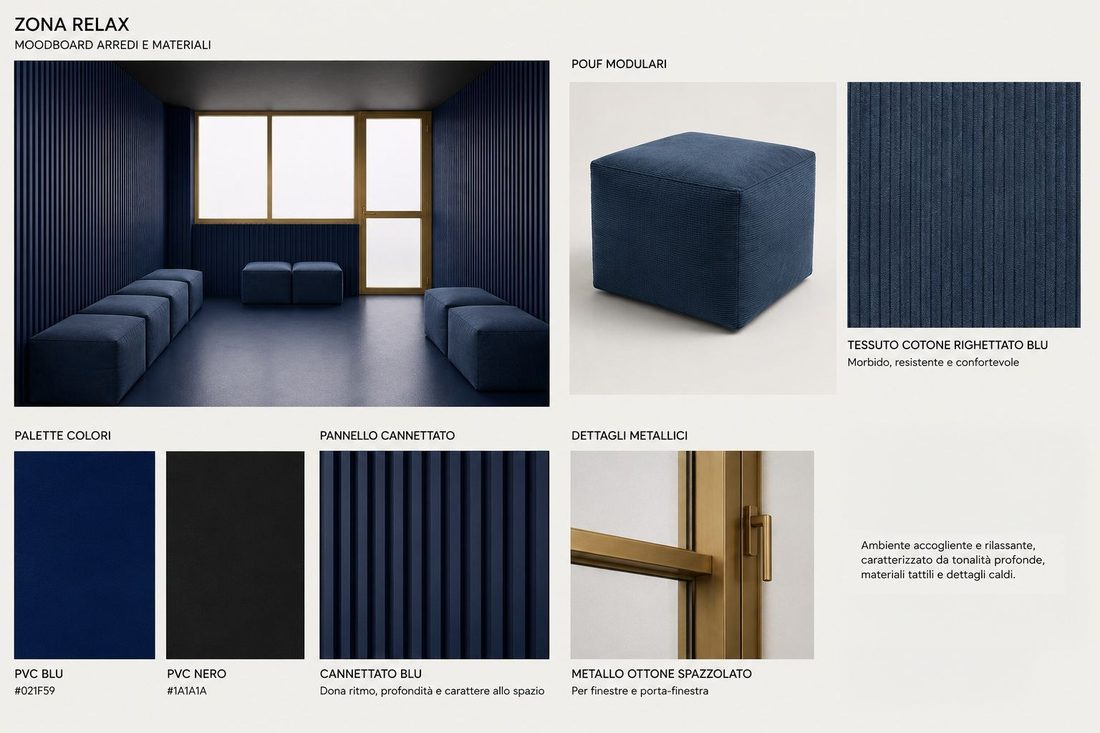 ZONA RELAX
MOODBOARD ARREDI E MATERIALI
POUF MODULARI
TESSUTO COTONE RIGHETTATO BLU
Morbido, resistente e confortevole
PALETTE COLORI
PANNELLO CANNETTATO
DETTAGLI METALLICI
Ambiente accogliente e rilassante,
caratterizzato da tonalità profonde,
materiali tattili e dettagli caldi.
PVC BLU
#021F59
PVC NERO
#1A1A1A
CANNETTATO BLU
Dona ritmo, profondità e carattere allo spazio
METALLO OTTONE SPAZZOLATO
Per finestre e porta-finestra